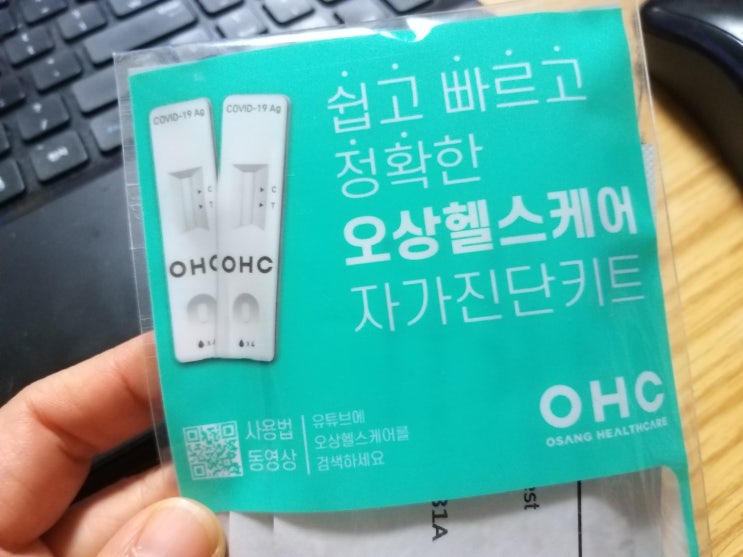 쉽고 빠르고
정확한
오상헬스케어
자가진단키트
COVID-19 Ag
C
T
OHC
x4
COVID-19 Ag
C
T
OHC
x4
OHC
OSANG HEALTHCARE
사용법
동영상
유튜브에
오상헬스케어를
검색하세요